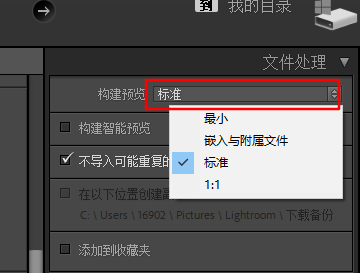 到 我的目录
文件处理
构建预览 标准
最小
构建智能预览
嵌入与附属文件
不导入可能重复的
标准
1:1
在以下位置创建
C: \ Users \ 16902 \ Pictures \ Lightroom \ 下载备份
添加到收藏夹